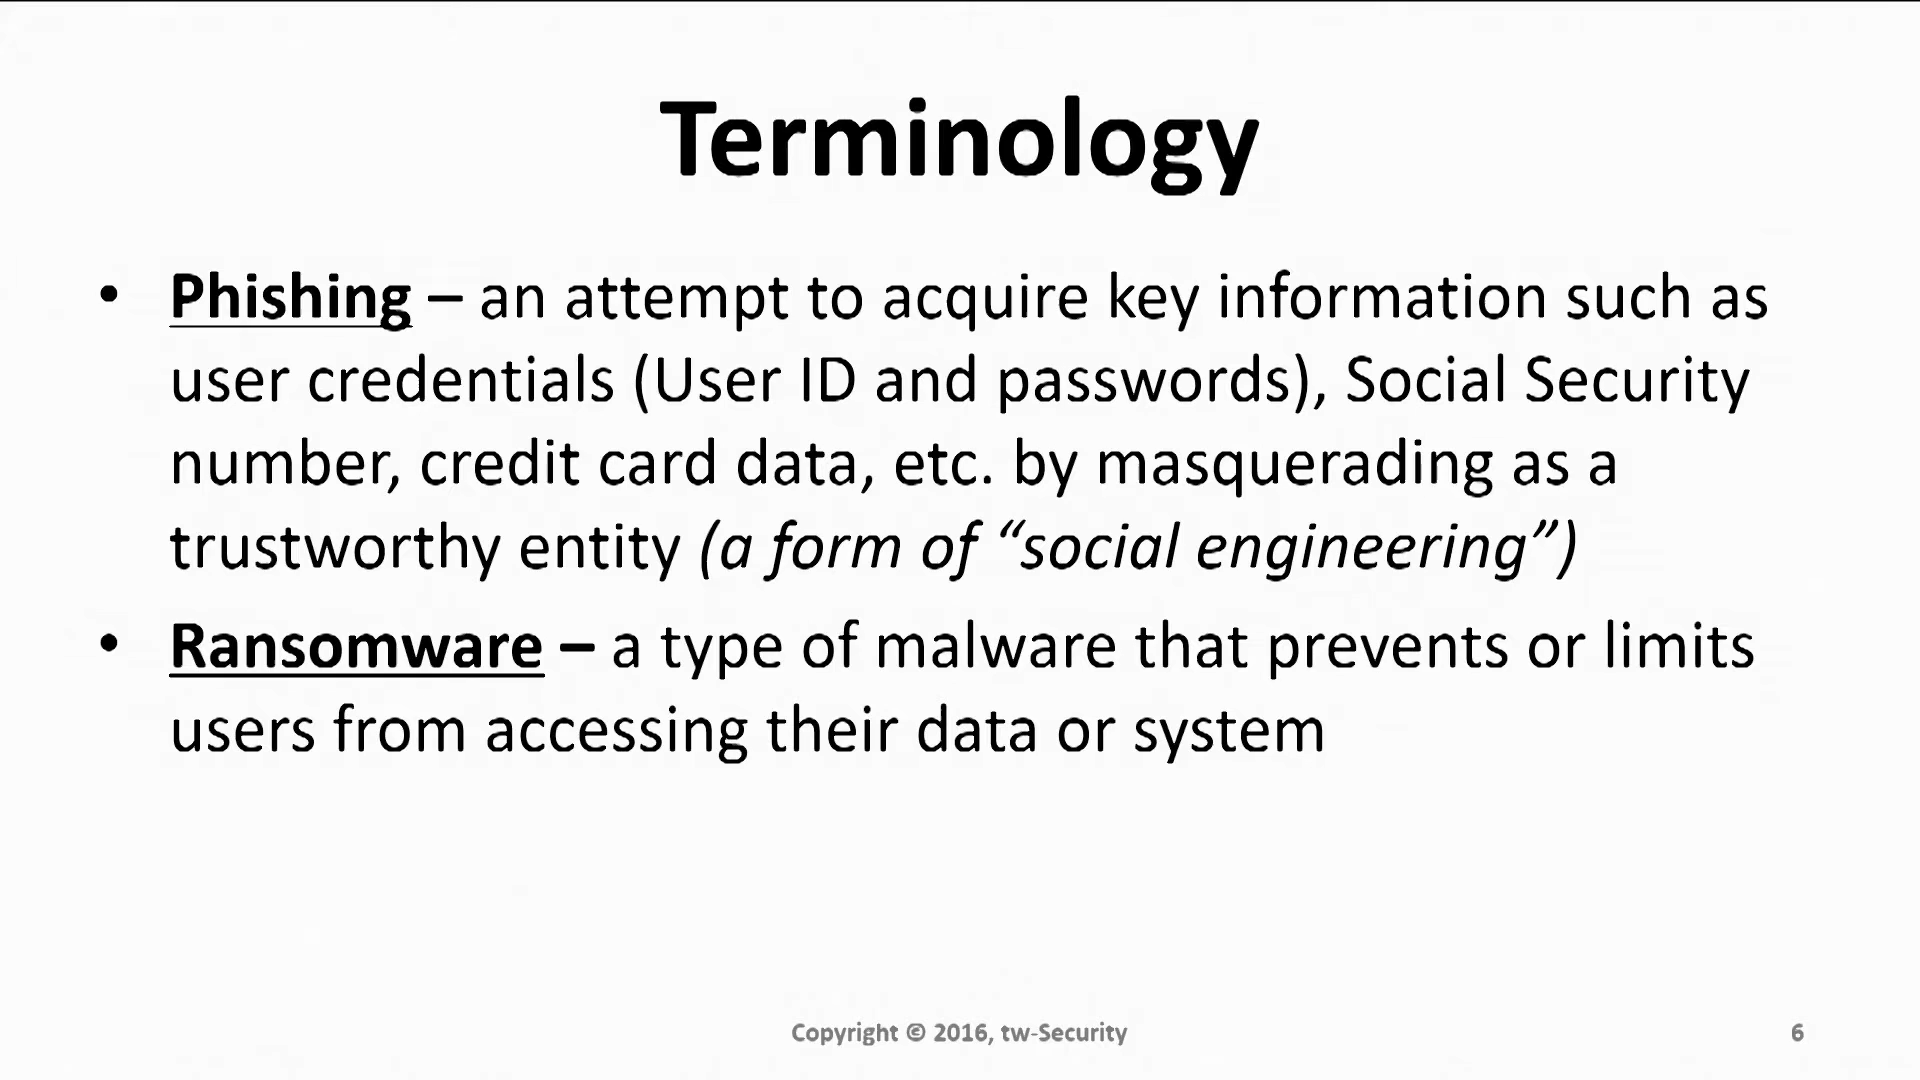 Terminology
• Phishing – an attempt to acquire key information such as
user credentials (User ID and passwords), Social Security
number, credit card data, etc. by masquerading as a
trustworthy entity (a form of “social engineering”)
• Ransomware – a type of malware that prevents or limits
users from accessing their data or system
Copyright © 2016, tw-Security
6